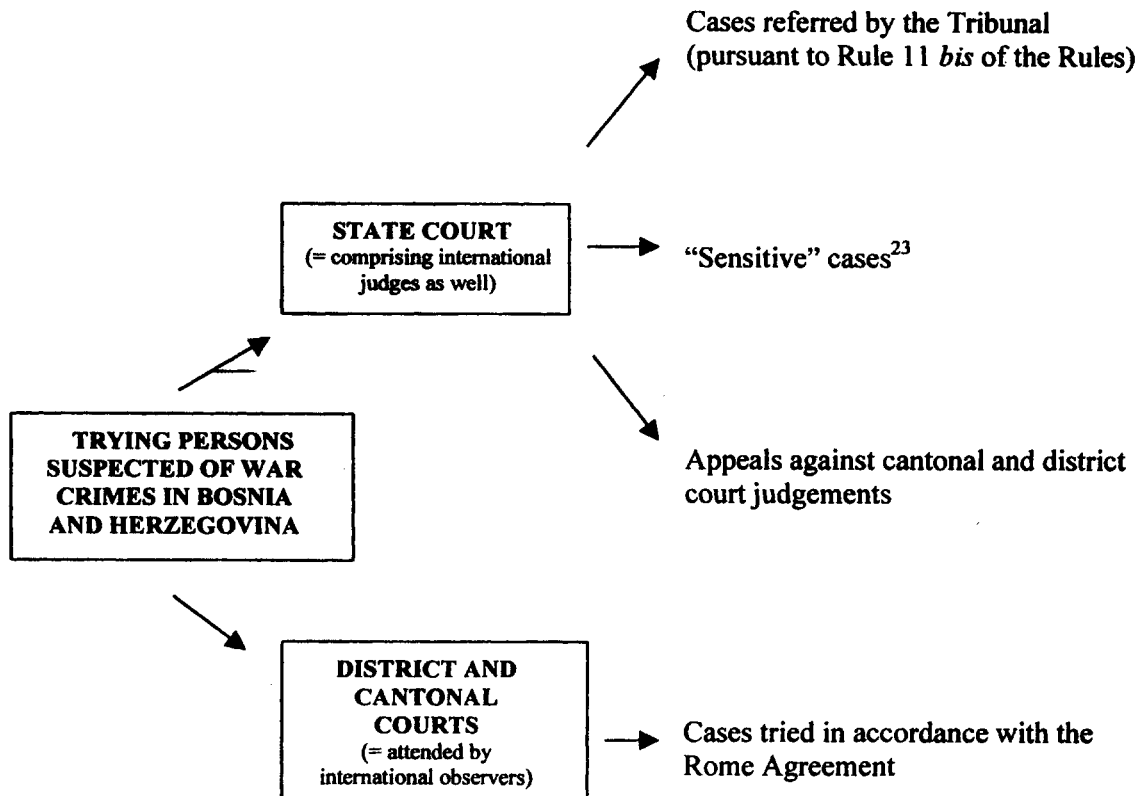 Cases referred by the Tribunal
(pursuant to Rule 11 bis of the Rules)
STATE COURT
(= comprising international
judges as well)
“Sensitive” cases23
TRYING PERSONS
SUSPECTED OF WAR
CRIMES IN BOSNIA
AND HERZEGOVINA
Appeals against cantonal and district
court judgements
DISTRICT AND
CANTONAL
COURTS
(= attended by
international observers)
Cases tried in accordance with the
Rome Agreement